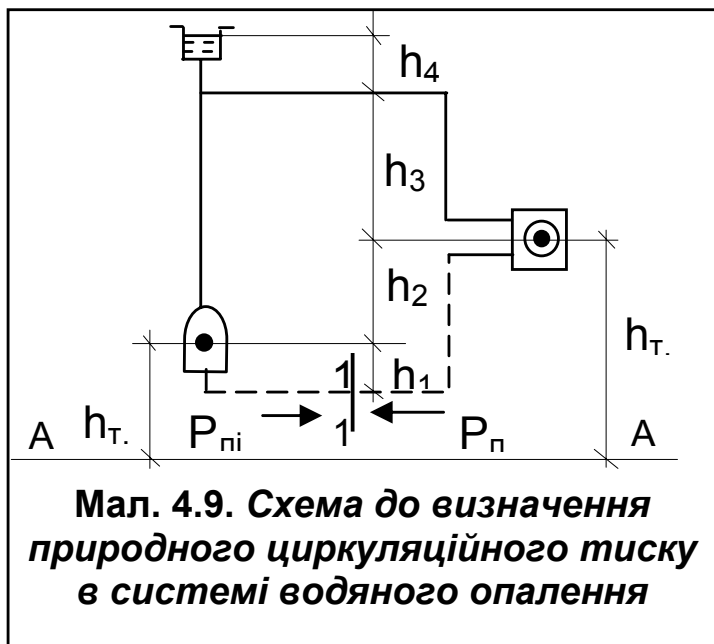 h₄
h₃
h₂
h₁
hт.
hт.
1
1
Pпі
Pп
A
A
Мал. 4.9. Схема до визначення
природного циркуляційного тиску
в системі водяного опалення